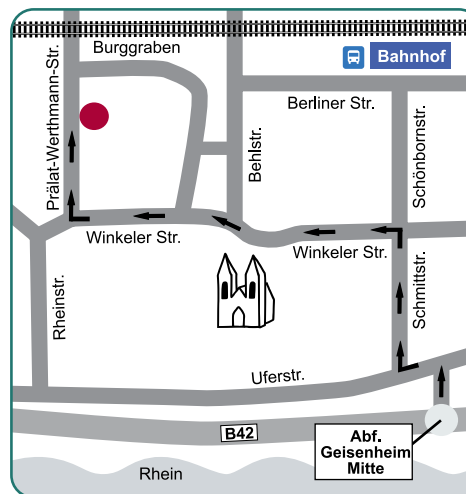 Burggraben
Bahnhof
Prälat-Werthmann-Str.
Berliner Str.
Behlstr.
Schönbornstr.
Winkeler Str.
Winkeler Str.
Rheinstr.
Schmittstr.
Uferstr.
B42
Abf.
Geisenheim
Mitte
Rhein